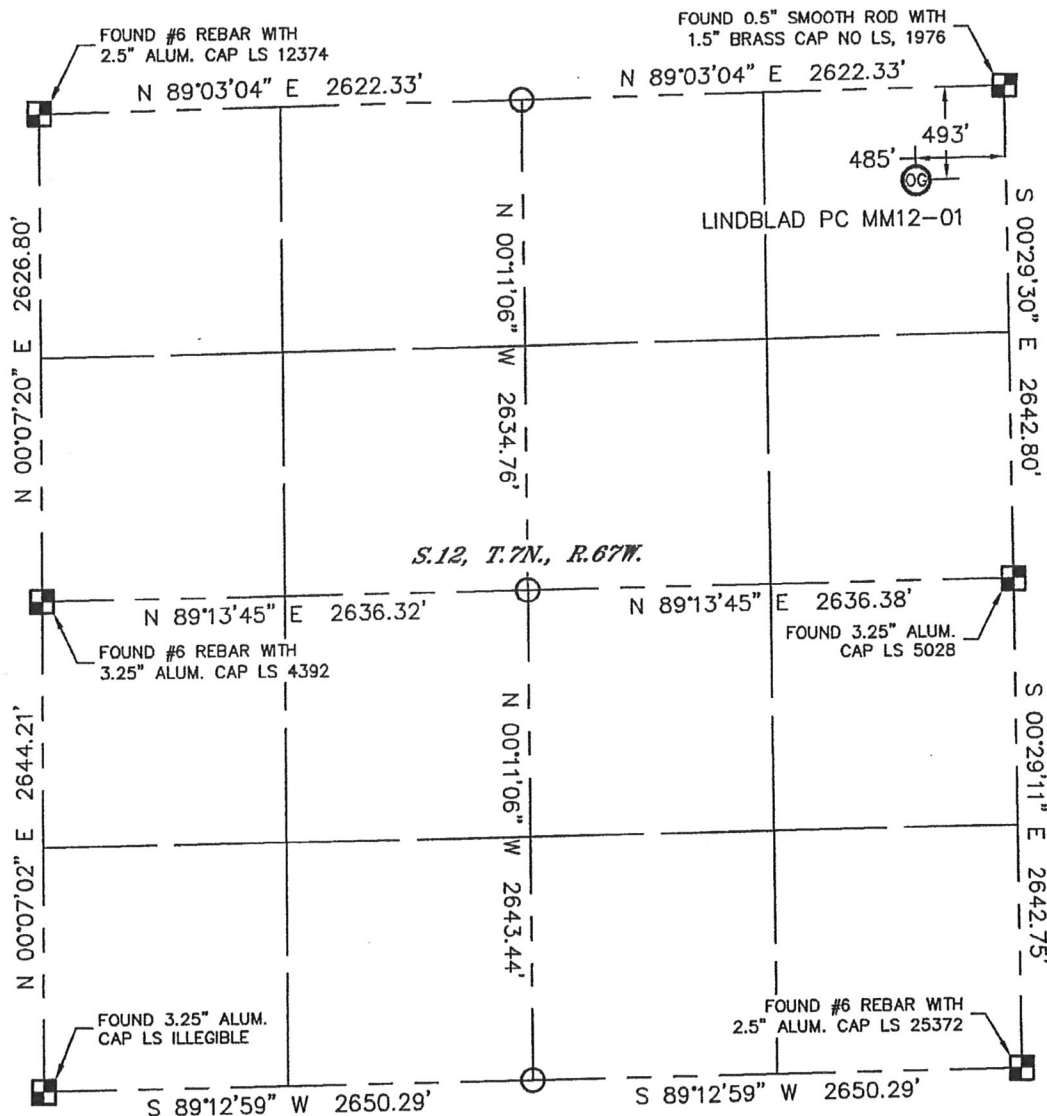 FOUND #6 REBAR WITH
2.5" ALUM. CAP LS 12374
FOUND 0.5" SMOOTH ROD WITH
1.5" BRASS CAP NO LS, 1976
N 89°03'04" E 2622.33'
N 89°03'04" E 2622.33'
493'
485'
OG
LINDBLAD PC MM12-01
N 00°07'20" E 2626.80'
N 00°11'06" W 2634.76'
S 00°29'30" E 2642.80'
S.12, T.7N., R.67W.
N 89°13'45" E 2636.32'
N 89°13'45" E 2636.38'
FOUND #6 REBAR WITH
3.25" ALUM. CAP LS 4392
FOUND 3.25" ALUM.
CAP LS 5028
N 00°07'02" E 2644.21'
N 00°11'06" W 2643.44'
S 00°29'11" E 2642.75'
FOUND 3.25" ALUM.
CAP LS ILLEGIBLE
FOUND #6 REBAR WITH
2.5" ALUM. CAP LS 25372
S 89°12'59" W 2650.29'
S 89°12'59" W 2650.29'